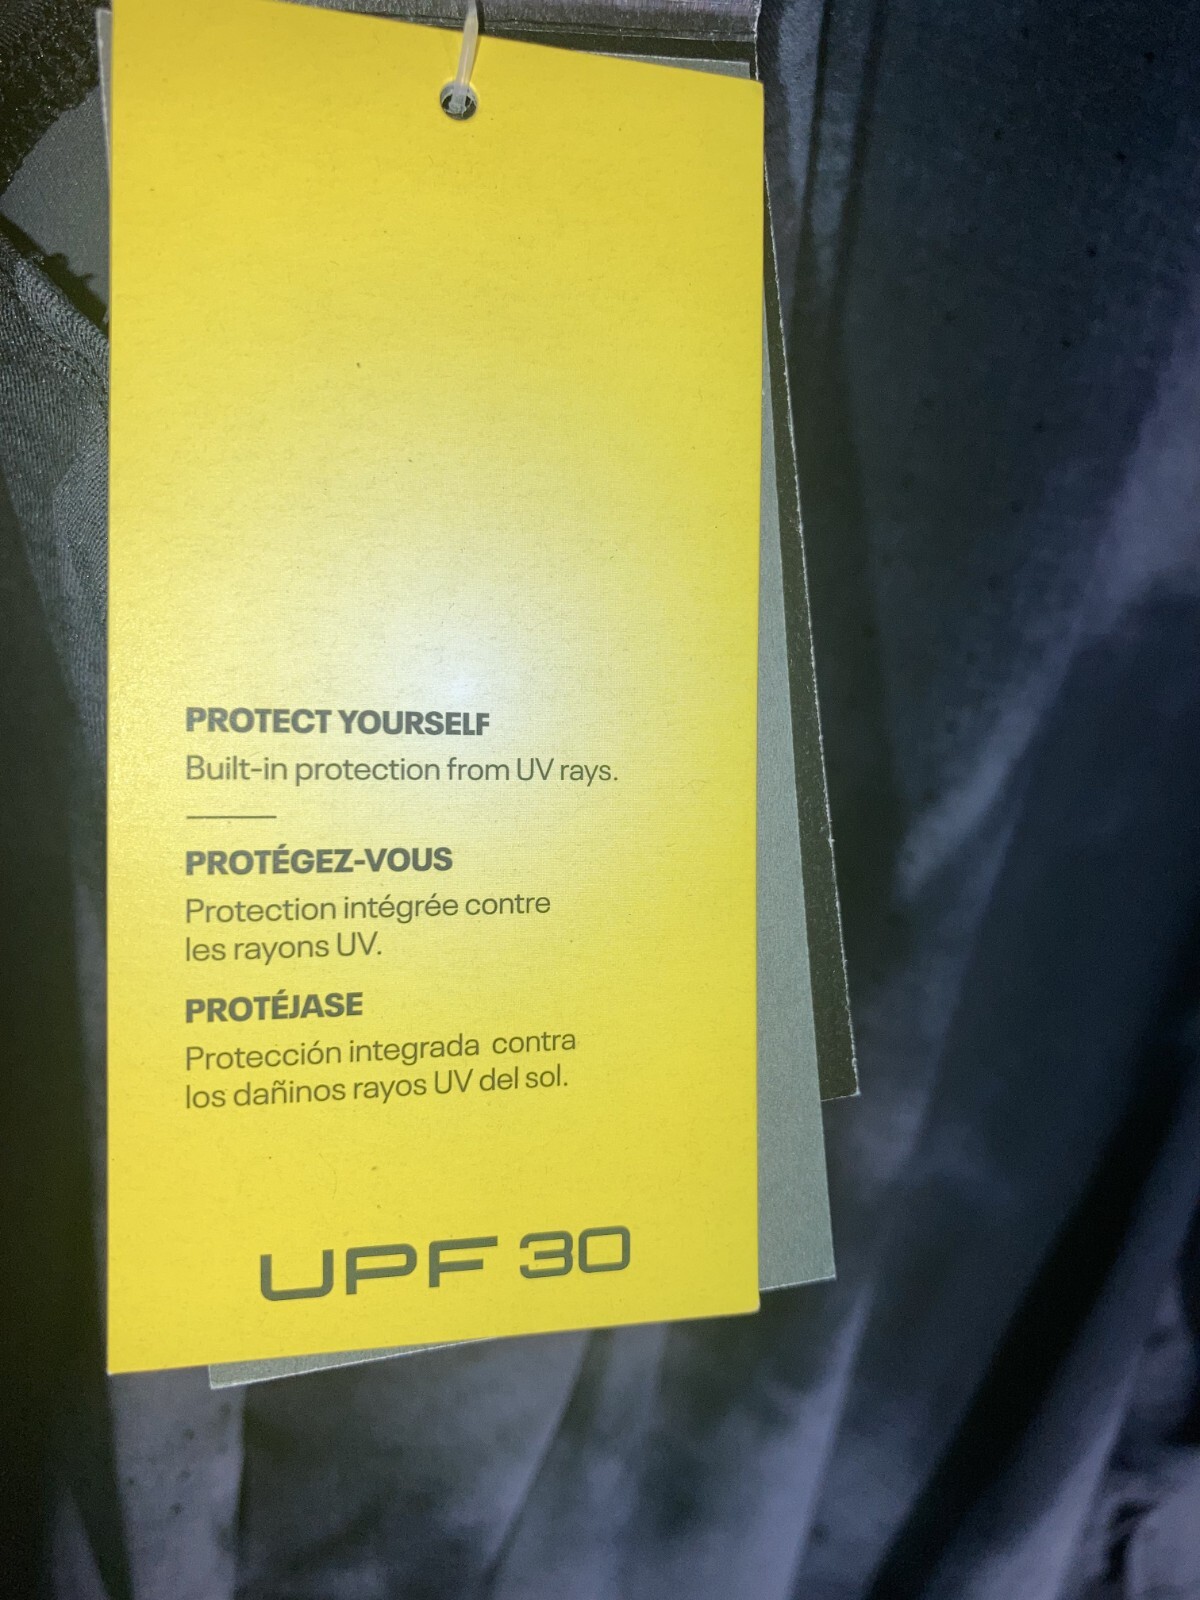 PROTECT YOURSELF
Built-in protection from UV rays.
PROTÉGEZ-VOUS
Protection intégrée contre
les rayons UV.
PROTÉJASE
Protección integrada contra
los dañinos rayos UV del sol.
UPF 30